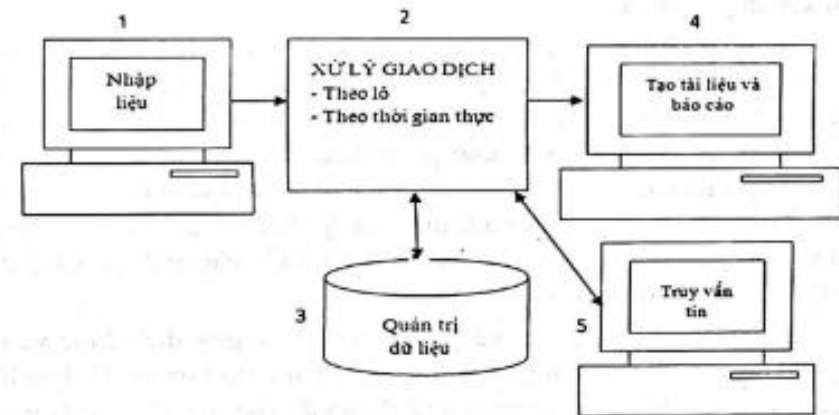 1
2
4
Nhập
liệu
XỬ LÝ GIAO DỊCH
- Theo lô
- Theo thời gian thực
Tạo tài liệu và
báo cáo
3
Quản trị
dữ liệu
5
Truy vấn
tin